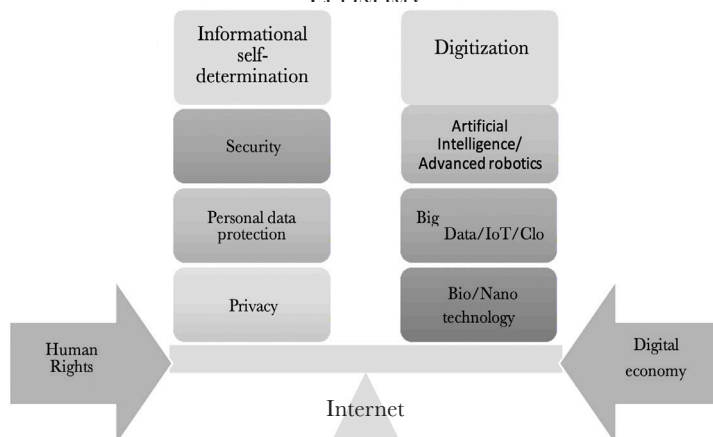 Informational
self-
determination
Security
Personal data
protection
Privacy
Digitization
Artificial
Intelligence/
Advanced robotics
Big
Data/IoT/Clo
Bio/Nano
technology
Human
Rights
Digital
economy
Internet